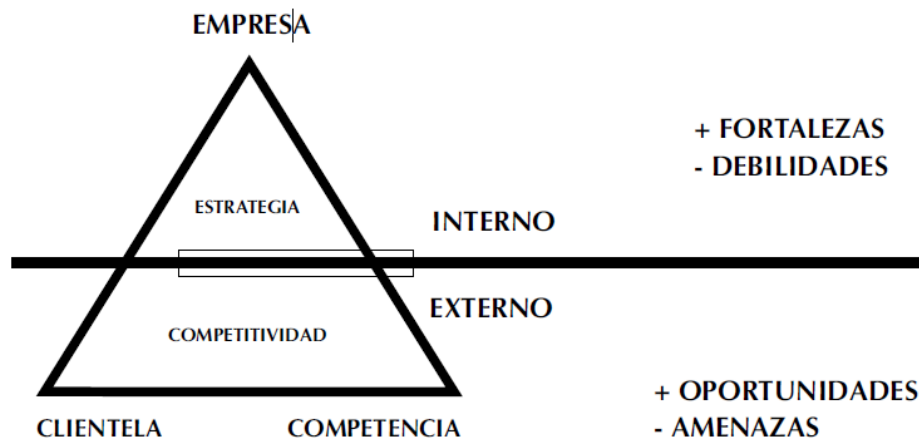 EMPRESA
+ FORTALEZAS
- DEBILIDADES
ESTRATEGIA
INTERNO
EXTERNO
COMPETITIVIDAD
+ OPORTUNIDADES
- AMENAZAS
CLIENTELA
COMPETENCIA